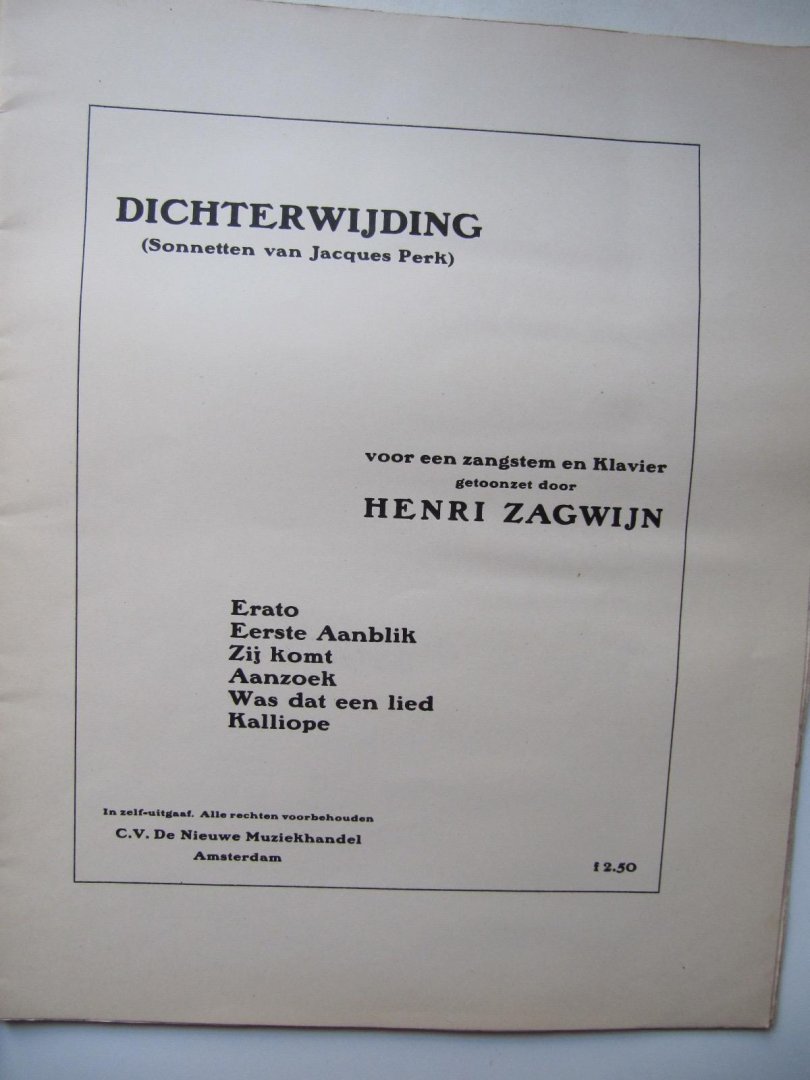 DICHTERWIJDING
(Sonnetten van Jacques Perk)
voor een zangstem en Klavier
getoonzet door
HENRI ZAGWIJN
Erato
Eerste Aanblik
Zij komt
Aanzoek
Was dat een lied
Kalliope
In zelf-uitgaaf. Alle rechten voorbehouden
C.V. De Nieuwe Muziekhandel
Amsterdam
f 2.50